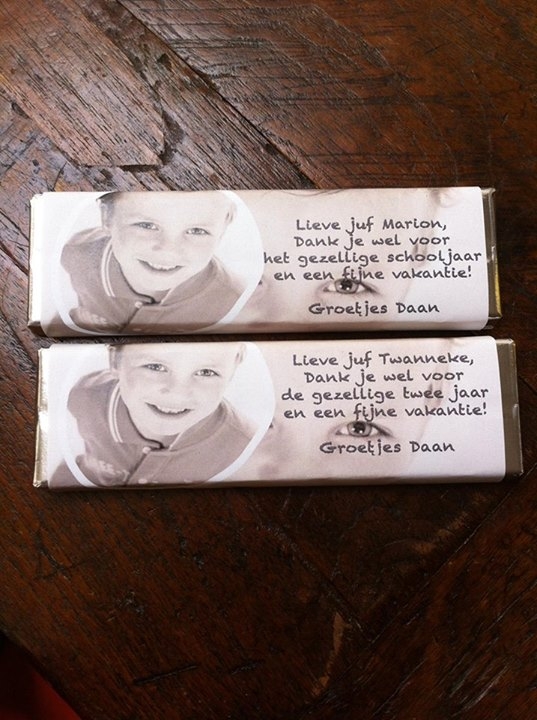 Lieve juf Marion,
Dank je wel voor
het gezellige schooljaar
en een fijne vakantie!
Groetjes Daan
Lieve juf Twanneke,
Dank je wel voor
de gezellige twee jaar
en een fijne vakantie!
Groetjes Daan